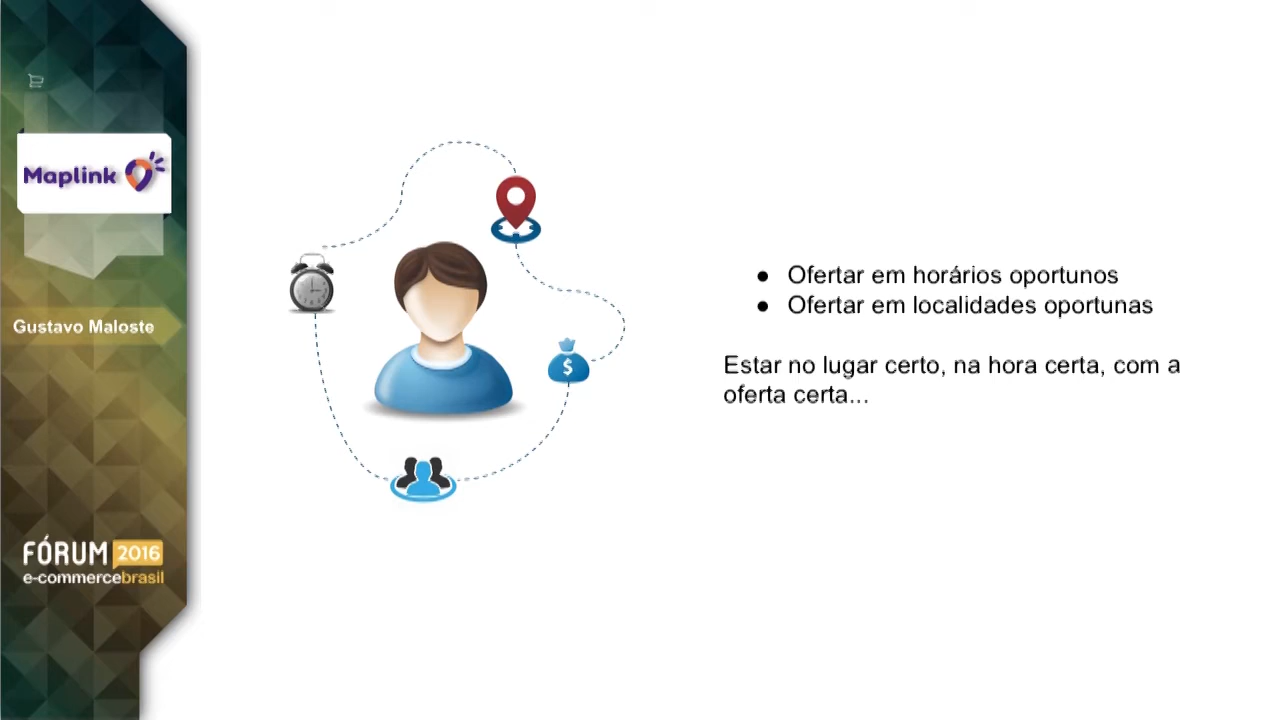 Maplink
Gustavo Maloste
FÓRUM 2016
e-commercebrasil
$
● Ofertar em horários oportunos
● Ofertar em localidades oportunas
Estar no lugar certo, na hora certa, com a
oferta certa...